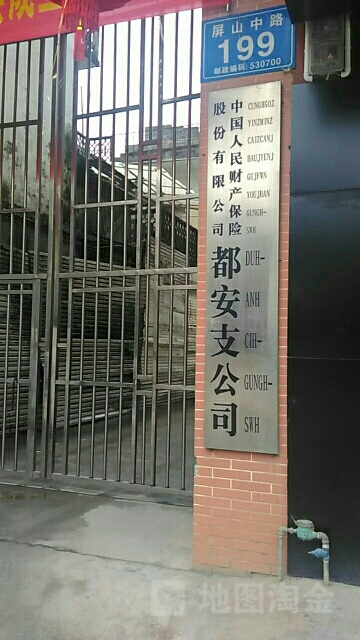 屏山中路
199
邮政编码:530700
中国人民财产保险
股份有限公司
都安支公司
CUNGHGOZ
YINZMINZ
CAIZCANJ
BAUJYENJ
GUJFWN
YOUJHAN
GUNGH-
SWH
DUH-
ANH
CIH-
GUNGH-
SWH
地图淘金